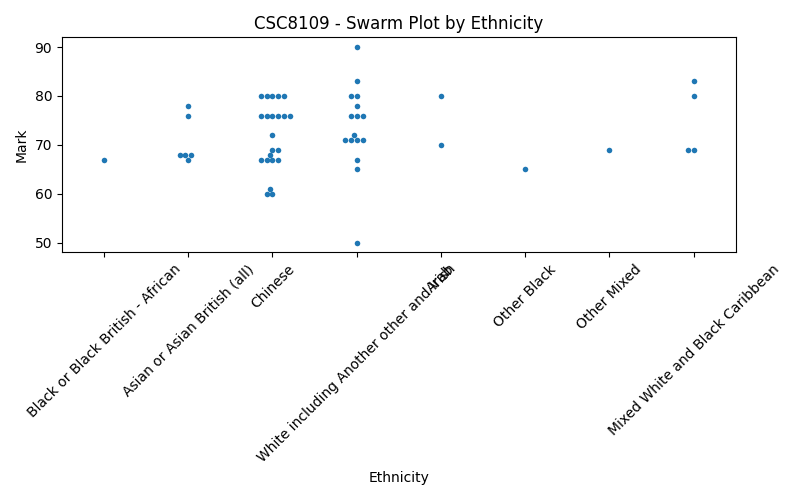 CSC8109 - Swarm Plot by Ethnicity
Mark
90
80
70
60
50
Black or Black British - African
Asian or Asian British (all)
Chinese
White including Another other and Irish
Arab
Other Black
Other Mixed
Mixed White and Black Caribbean
Ethnicity